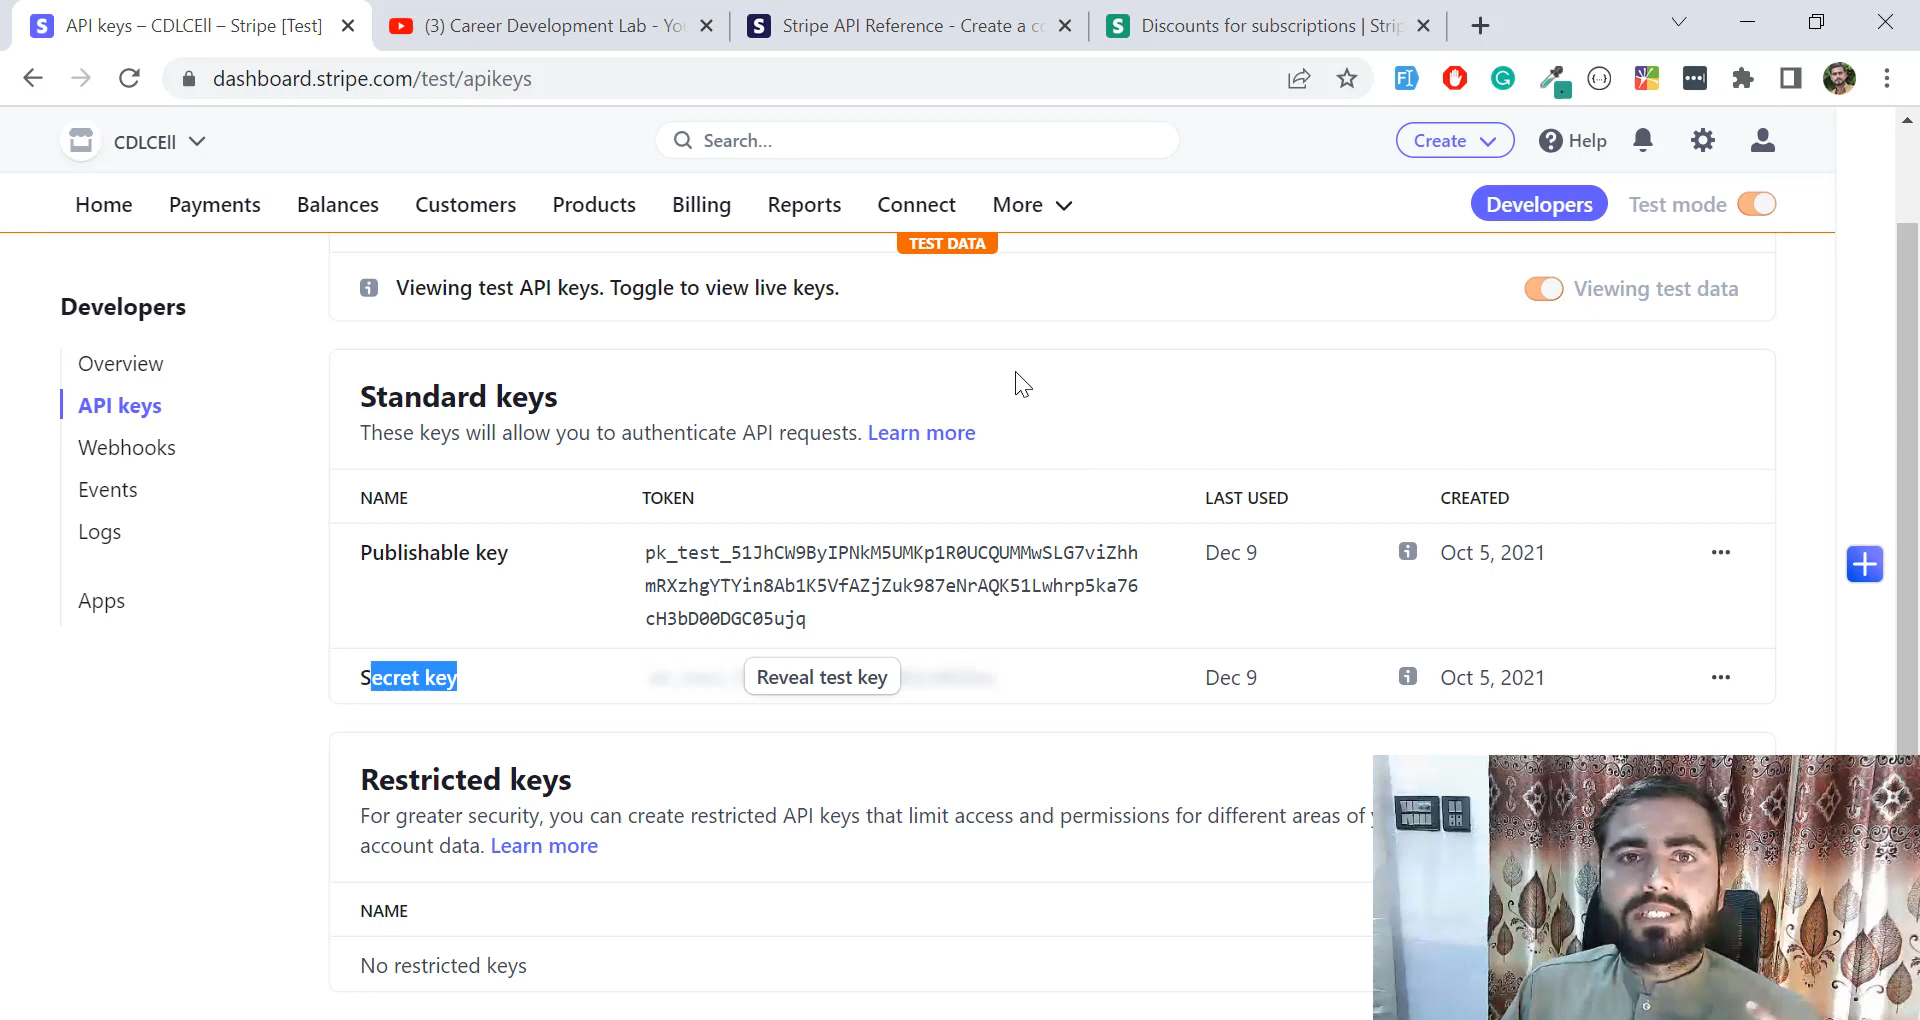 API keys – CDLCEll – Stripe [Test]
(3) Career Development Lab - Yo
Stripe API Reference - Create a co
Discounts for subscriptions | Strip
dashboard.stripe.com/test/apikeys
CDLCEll
Search...
Create
Help
Home
Payments
Balances
Customers
Products
Billing
Reports
Connect
More
Developers
Test mode
TEST DATA
Viewing test API keys. Toggle to view live keys.
Viewing test data
Developers
Overview
API keys
Webhooks
Events
Logs
Apps
Standard keys
These keys will allow you to authenticate API requests. Learn more
NAME
TOKEN
LAST USED
CREATED
Publishable key
pk_test_51JhCW9ByIPNkM5UMKp1R0UCQUMMwSLG7viZhh
mRXzhgYTYin8Ab1K5VfAZjZuk987eNrAQK51Lwhrp5ka76
cH3bD00DGC05ujq
Dec 9
Oct 5, 2021
Secret key
Reveal test key
Dec 9
Oct 5, 2021
Restricted keys
For greater security, you can create restricted API keys that limit access and permissions for different areas of
account data. Learn more
NAME
No restricted keys